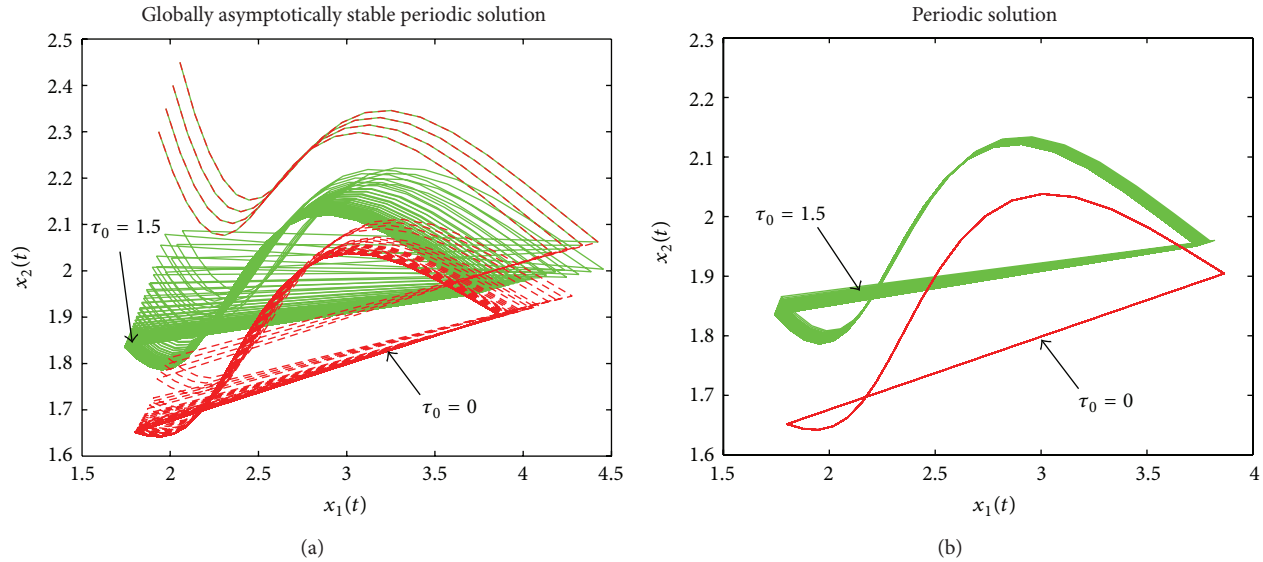 Globally asymptotically stable periodic solution
2.5
2.4
2.3
2.2
2.1
2
1.9
1.8
1.7
1.6
x₂(t)
τ₀ = 1.5
τ₀ = 0
1.5
2
2.5
3
3.5
4
4.5
x₁(t)
(a)
Periodic solution
2.3
2.2
2.1
2
1.9
1.8
1.7
1.6
x₂(t)
τ₀ = 1.5
τ₀ = 0
1.5
2
2.5
3
3.5
4
x₁(t)
(b)